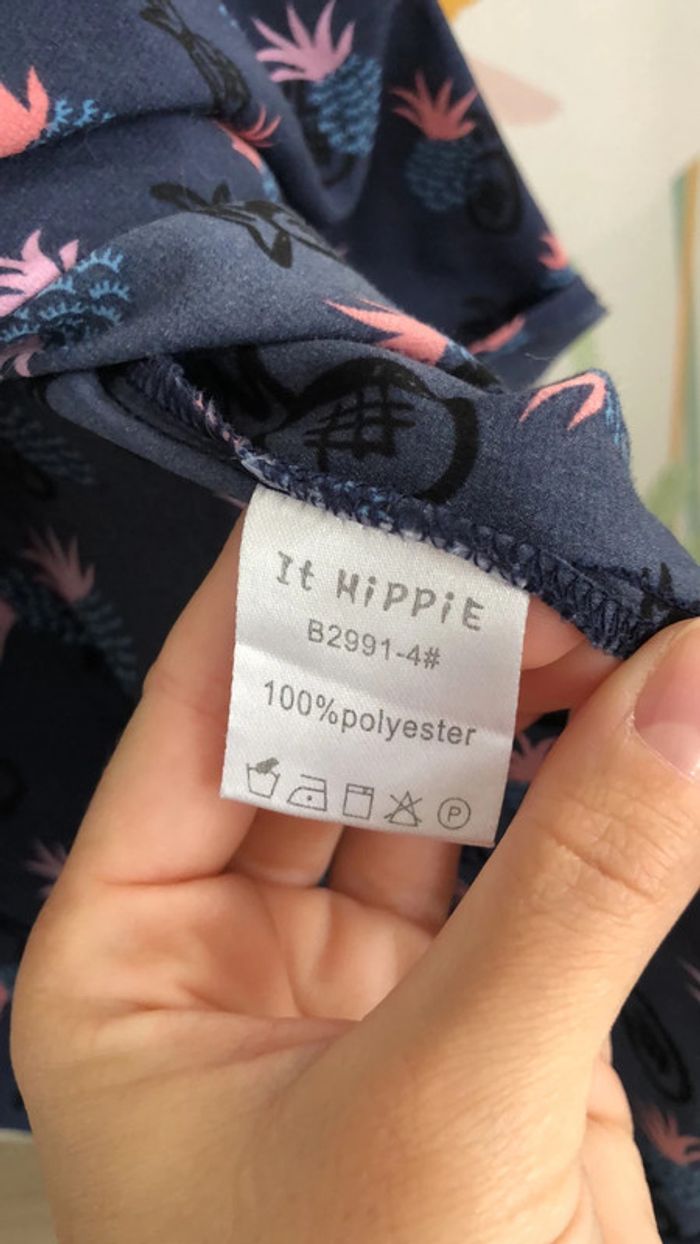 It HiPPiE
B2991-4#
100%polyester
P